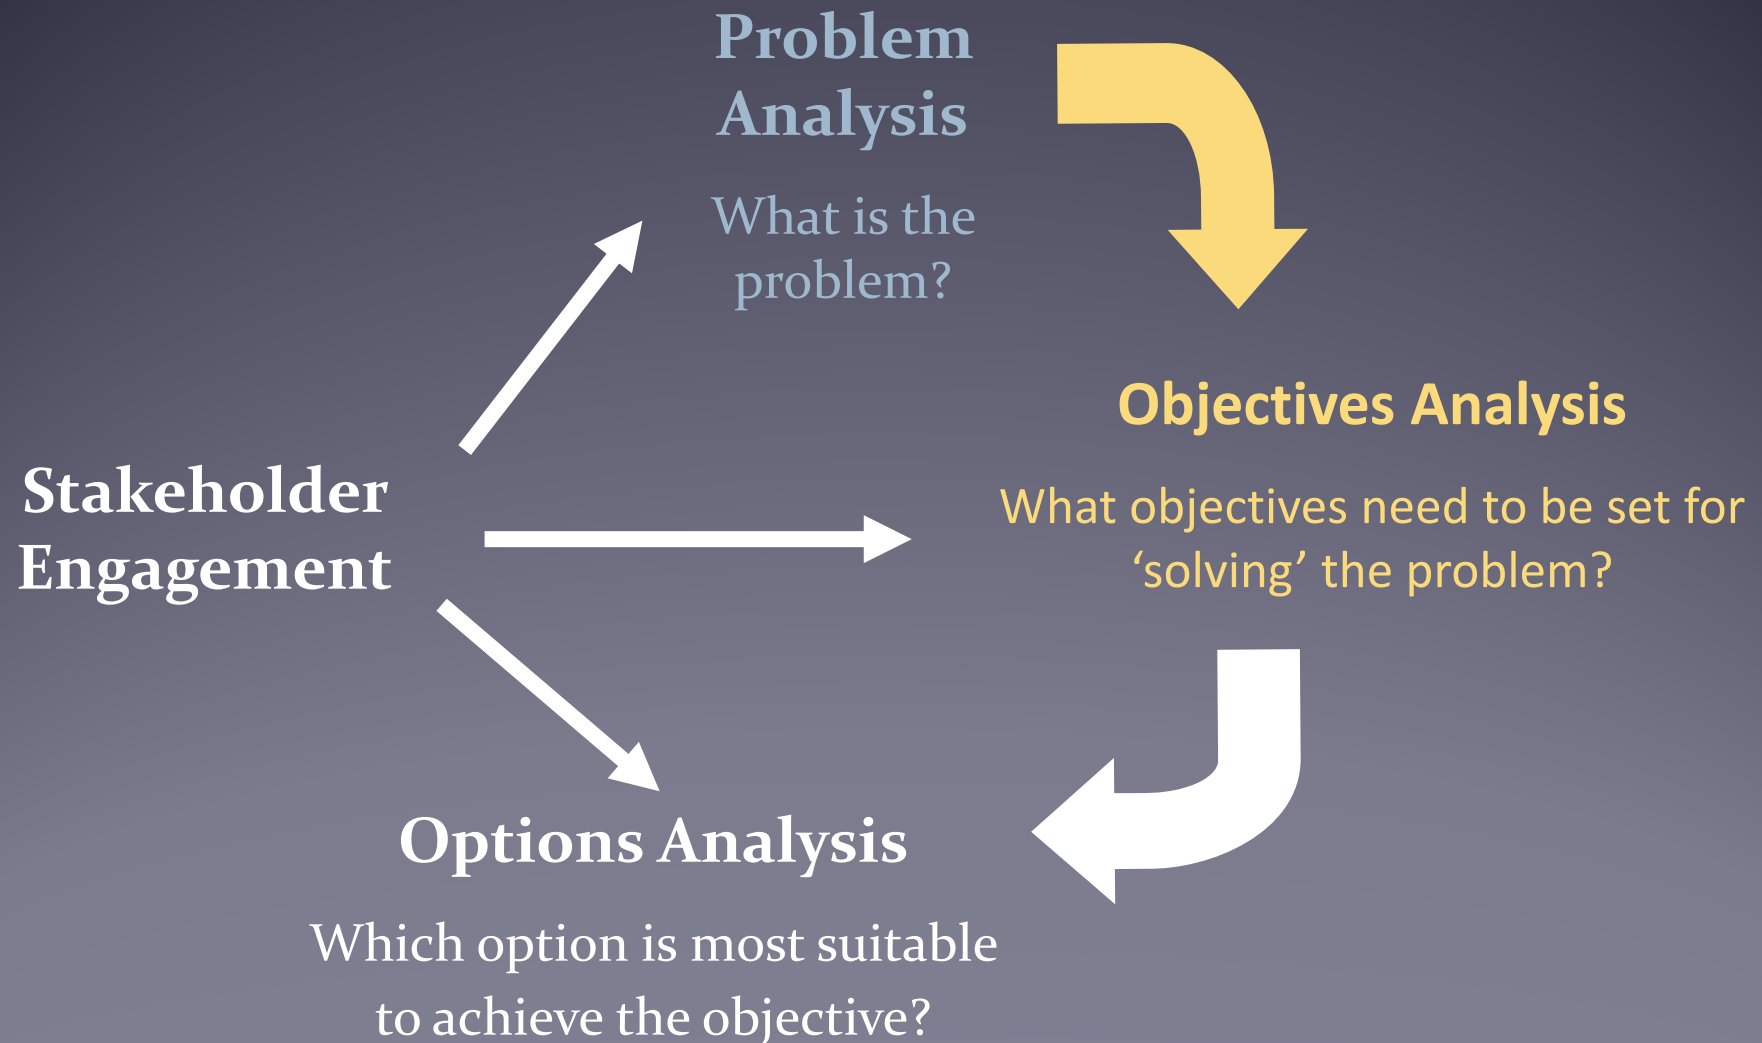 Problem
Analysis
What is the
problem?
Objectives Analysis
What objectives need to be set for
‘solving’ the problem?
Stakeholder
Engagement
Options Analysis
Which option is most suitable
to achieve the objective?